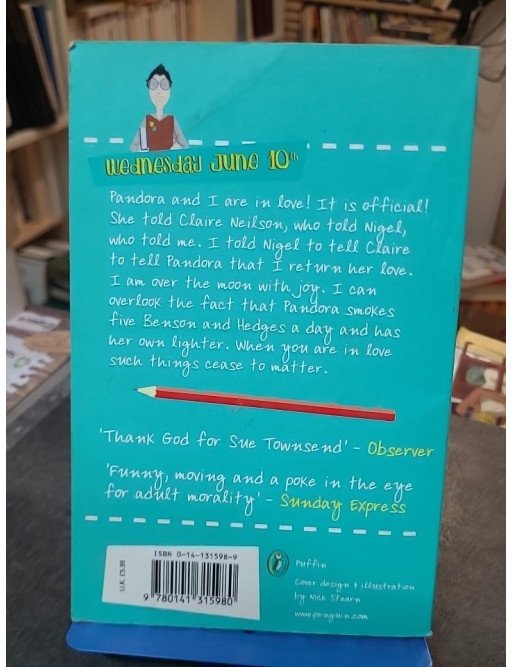 Wednesday June 10th
Pandora and I are in love! It is official!
She told Claire Neilson, who told Nigel,
who told me. I told Nigel to tell Claire
to tell Pandora that I return her love.
I am over the moon with joy. I can
overlook the fact that Pandora smokes
five Benson and Hedges a day and has
her own lighter. When you are in love
such things cease to matter.
'Thank God for Sue Townsend' - Observer
'Funny, moving and a poke in the eye
for adult morality' - Sunday Express
ISBN 0-14-131598-9
U.K. £5.99
9 780141 315980
Puffin
Cover design & illustration
by Nick Stearn
www.penguin.com